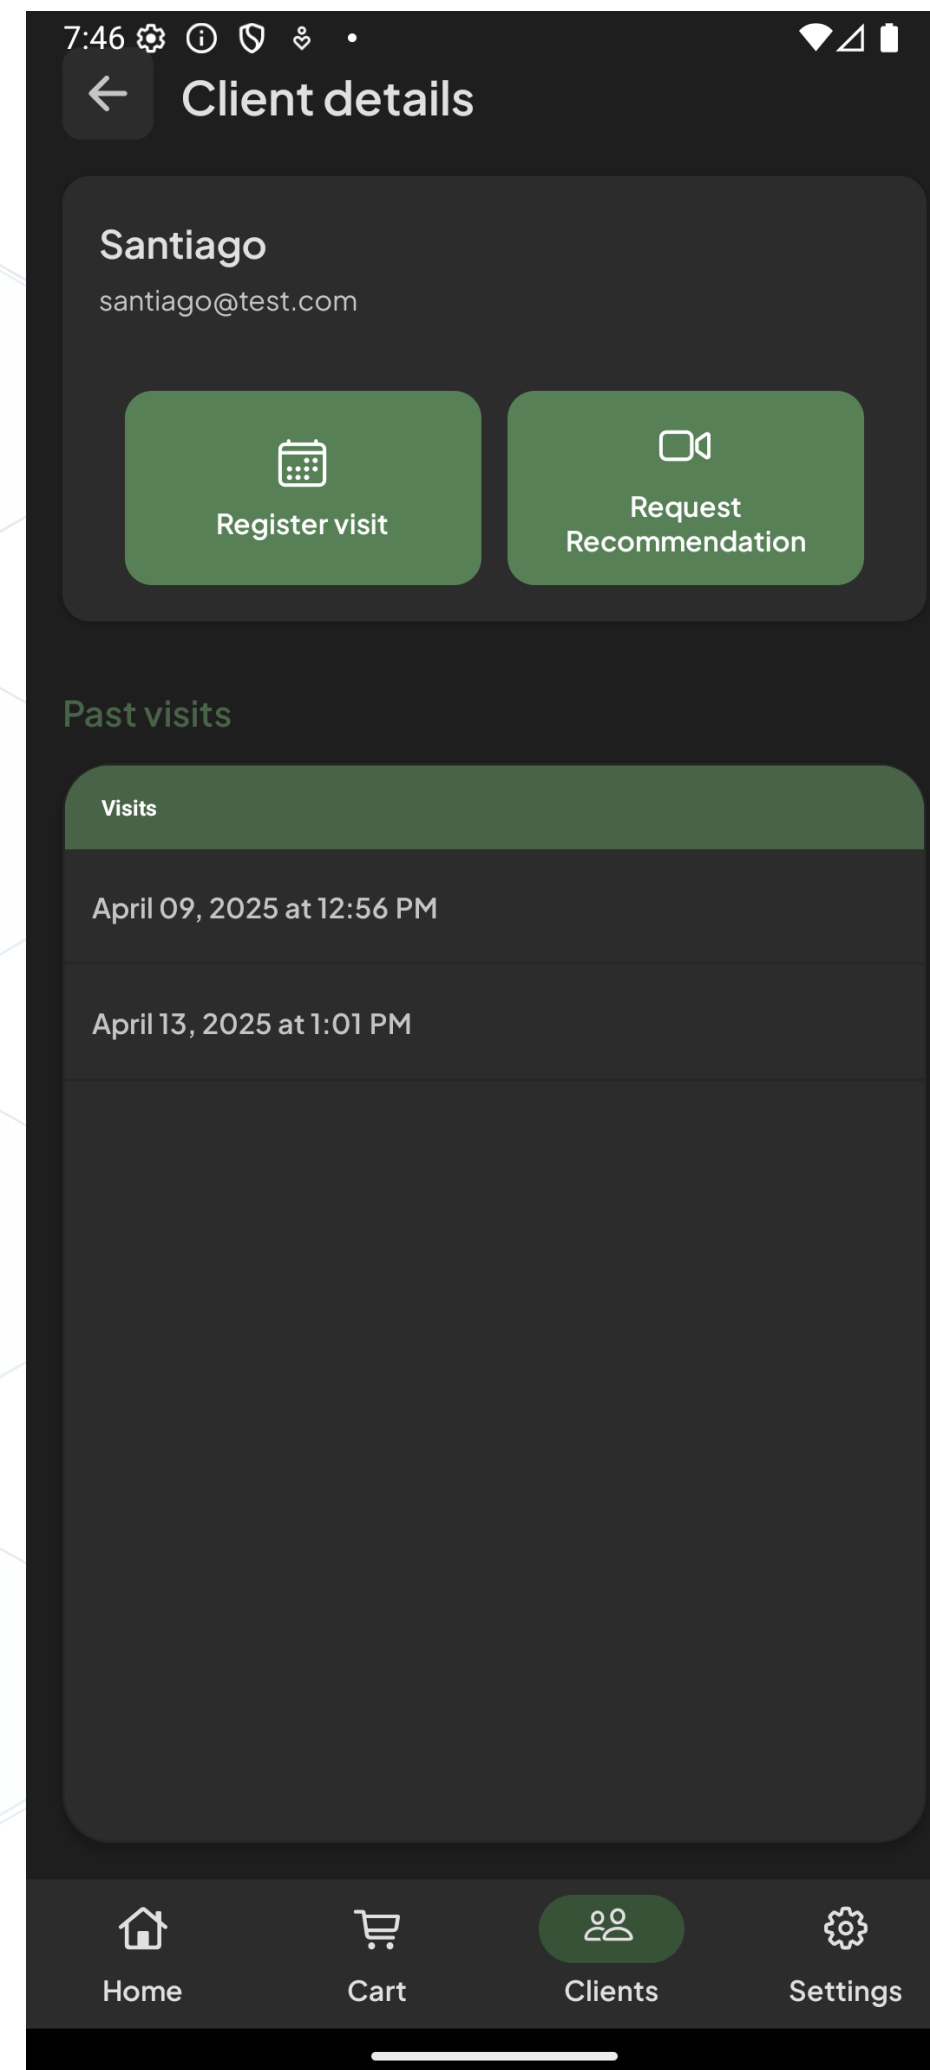 7:46
Client details
Santiago
santiago@test.com
Register visit
Request
Recommendation
Past visits
Visits
April 09, 2025 at 12:56 PM
April 13, 2025 at 1:01 PM
Home
Cart
Clients
Settings